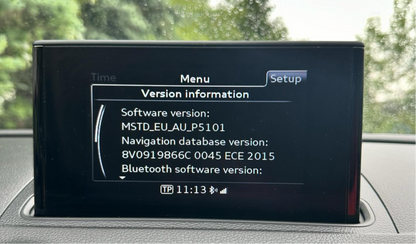 Time Menu Setup
Version information
Software version:
MSTD_EU_AU_P5101
Navigation database version:
8V0919866C 0045 ECE 2015
Bluetooth software version:
TP 11:13